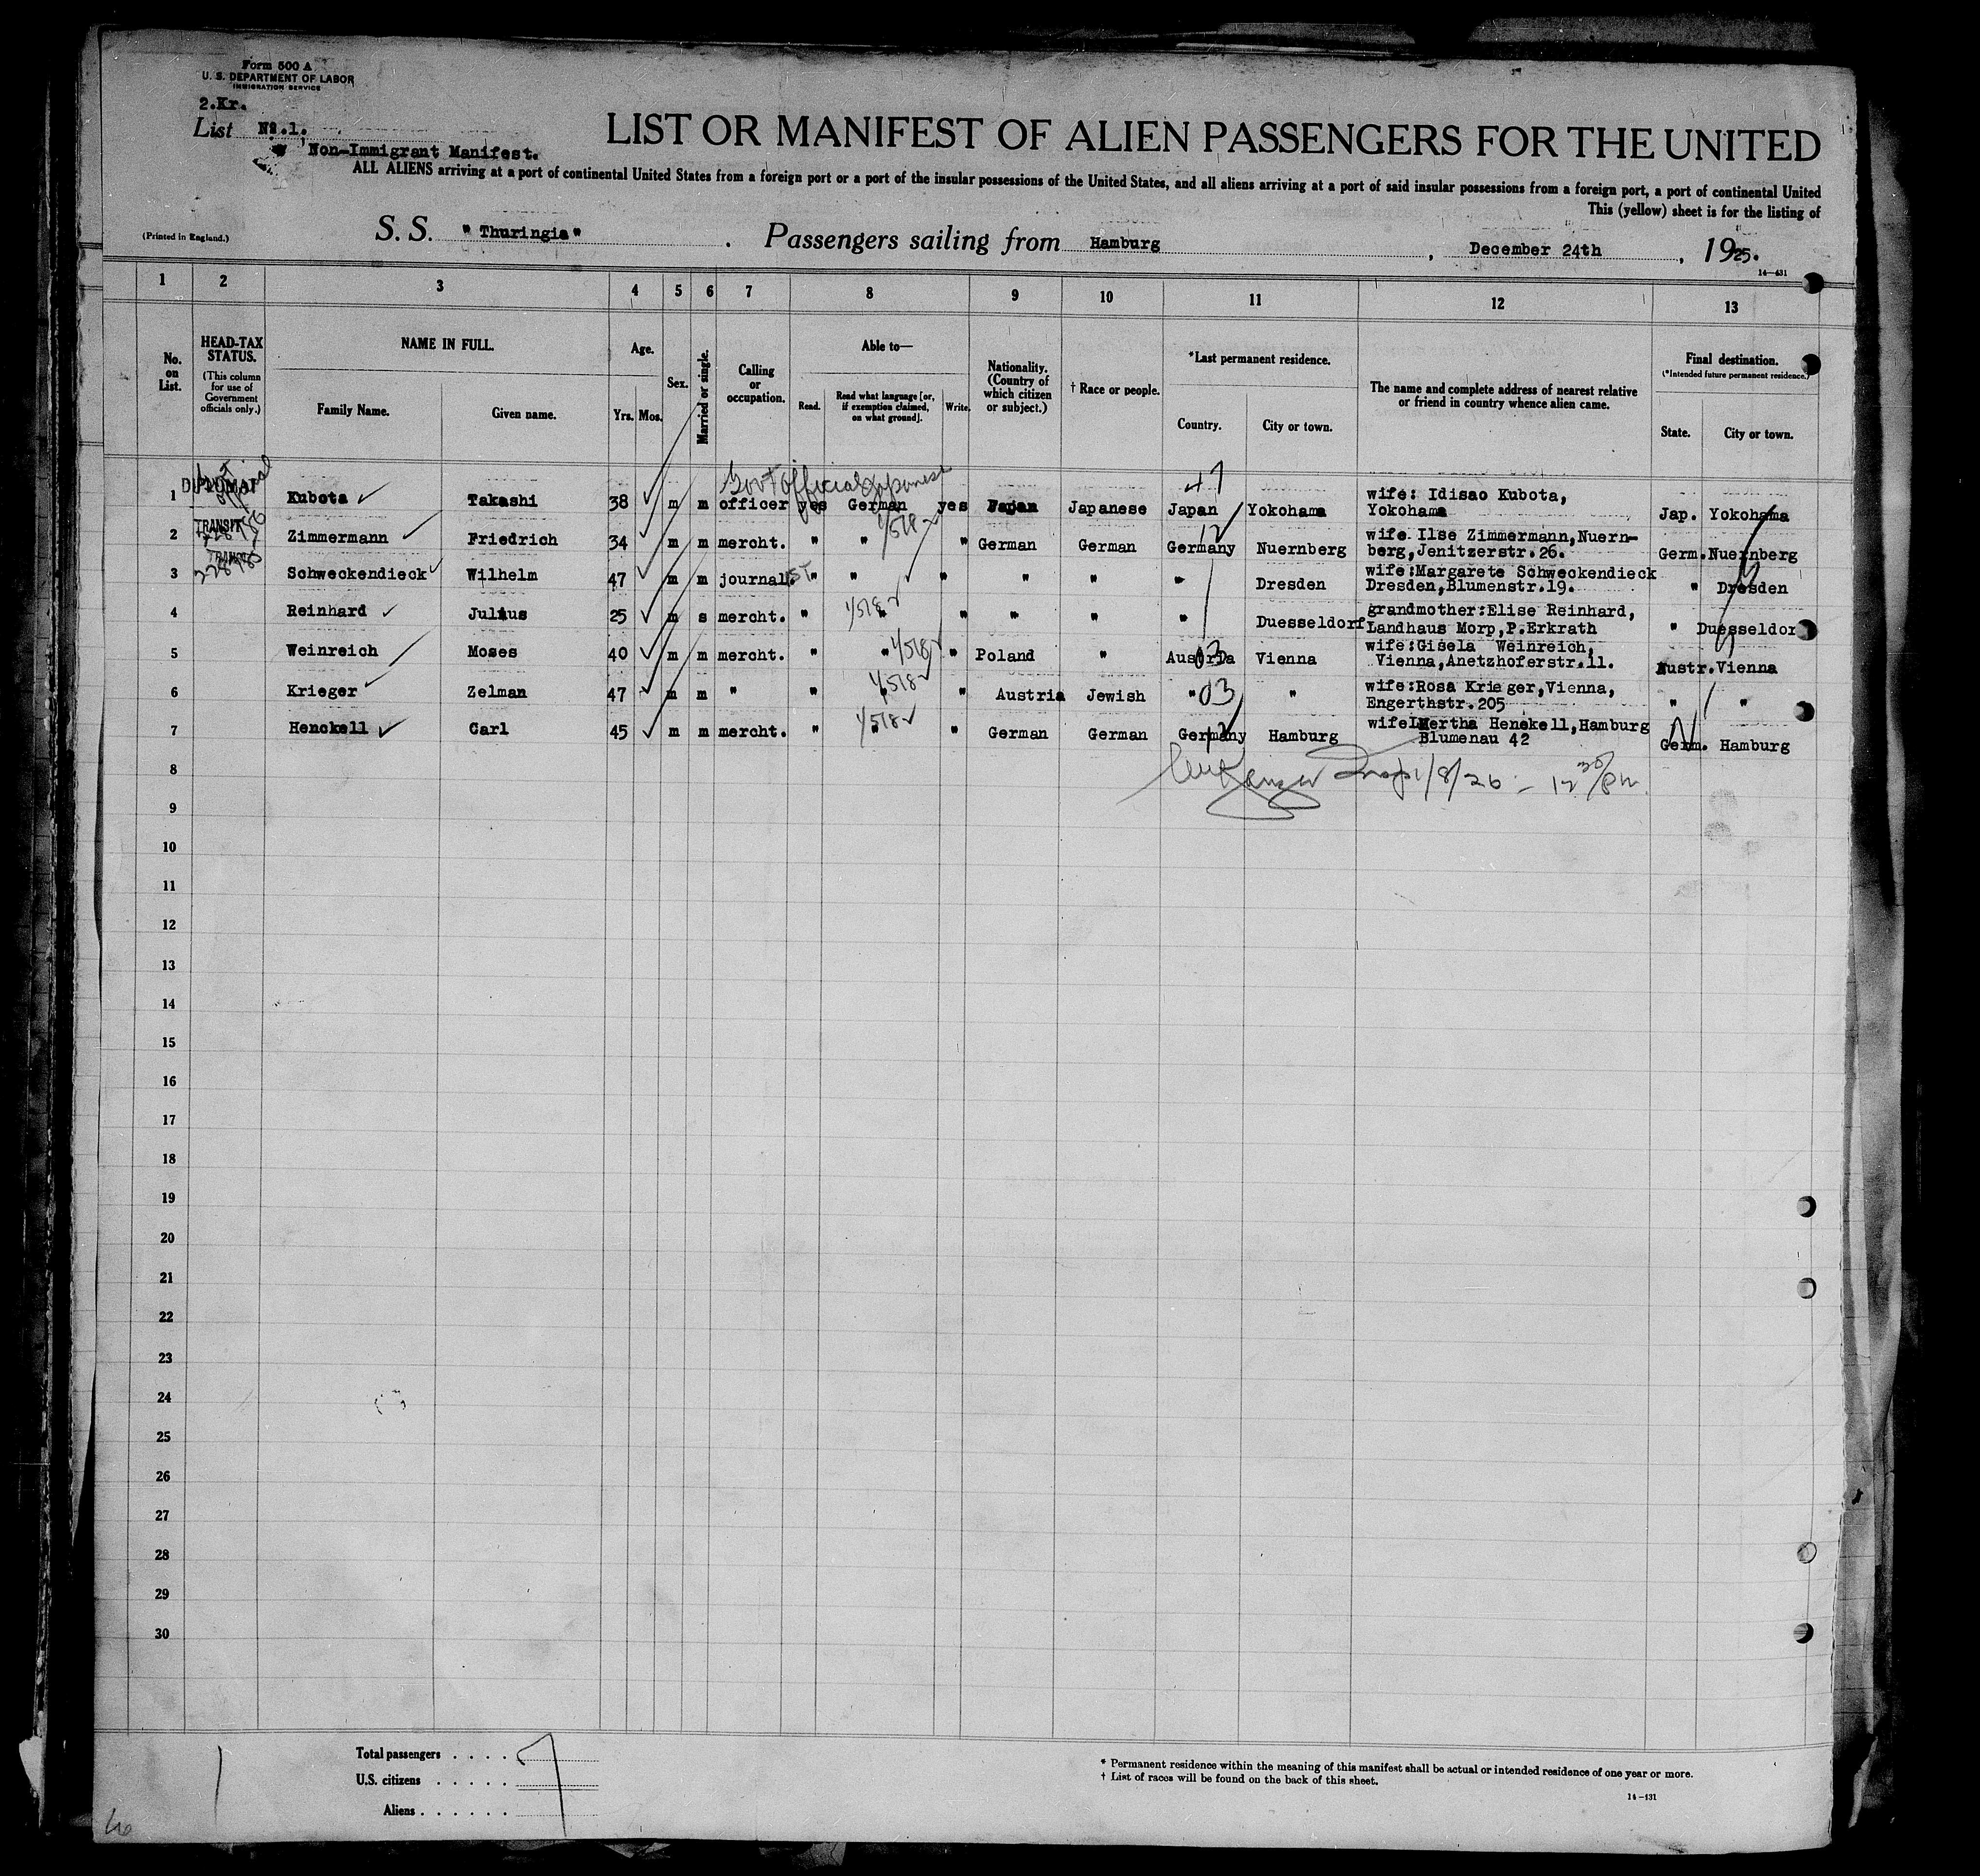 Form 500 A
U. S. DEPARTMENT OF LABOR
IMMIGRATION SERVICE
2.Kr.
List Nº.1.
Non-Immigrant Manifest.
LIST OR MANIFEST OF ALIEN PASSENGERS FOR THE UNITED
ALL ALIENS arriving at a port of continental United States from a foreign port or a port of the insular possessions of the United States, and all aliens arriving at a port of said insular possessions from a foreign port, a port of continental United
This (yellow) sheet is for the listing of
(Printed in England.)
S. S. "Thuringia" . Passengers sailing from Hamburg , December 24th , 1925.
14—431
1 2 3 4 5 6 7 8 9 10 11 12 13
No. on List.
HEAD-TAX STATUS.
(This column for use of Government officials only.)
NAME IN FULL.
Family Name. Given name.
Age.
Yrs. Mos.
Sex.
Married or single.
Calling or occupation.
Able to—
Read. Read what language [or, if exemption claimed, on what ground]. Write.
Nationality. (Country of which citizen or subject.)
† Race or people.
*Last permanent residence.
Country. City or town.
The name and complete address of nearest relative or friend in country whence alien came.
Final destination.
(*Intended future permanent residence.)
State. City or town.
Gov't official Japanese 47
1 DIPLOMAT Kubota Takashi 38 m m officer yes German yes Japan Japanese Japan Yokohama wife: Idisao Kubota, Yokohama Jap. Yokohama
2 TRANSIT Zimmermann Friedrich 34 m m mercht. " " " German German Germany Nuernberg wife Ilse Zimmermann,Nuern-berg,Jenitzerstr.26. Germ. Nuernberg
3 TRANSIT Schweckendieck Wilhelm 47 m m journal.IST " " " " " " Dresden wife:Margarete Schweckendieck Dresden,Blumenstr.19. " Dresden
4 Reinhard Julius 25 m s mercht. " " " " " " Duesseldorf grandmother:Elise Reinhard, Landhaus Morp,P.Erkrath " Duesseldor
5 Weinreich Moses 40 m m mercht. " " " Poland " Austria Vienna wife:Gisela Weinreich, Vienna,Anetzhoferstr.11. Austr. Vienna
6 Krieger Zelman 47 m m " " " " Austria Jewish " " wife:Rosa Krieger,Vienna, Engerthstr.205 " "
7 Henckell Carl 45 m m mercht. " " " German German Germany Hamburg wife Mertha Henckell,Hamburg Blumenau 42 Germ. Hamburg
8
9
10
11
12
13
14
15
16
17
18
19
20
21
22
23
24
25
26
27
28
29
30
Total passengers . . . . 7
U.S. citizens . . . . .
Aliens . . . . . .
* Permanent residence within the meaning of this manifest shall be actual or intended residence of one year or more.
† List of races will be found on the back of this sheet.
14—431